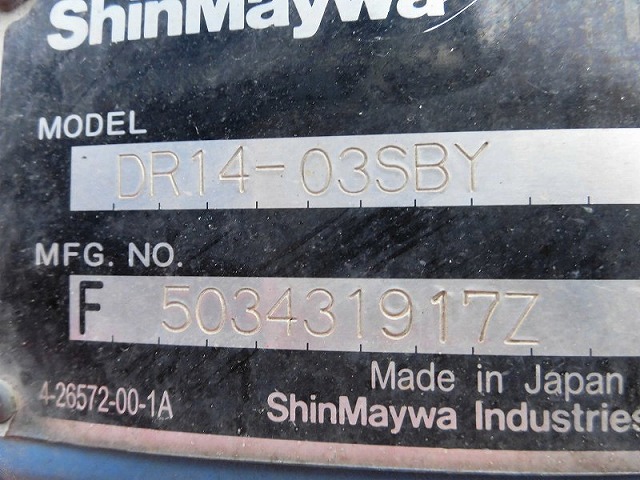 ShinMaywa
MODEL
DR14-03SBY
MFG. NO.
F 503431917Z
Made in Japan
4-26572-00-1A
ShinMaywa Industries